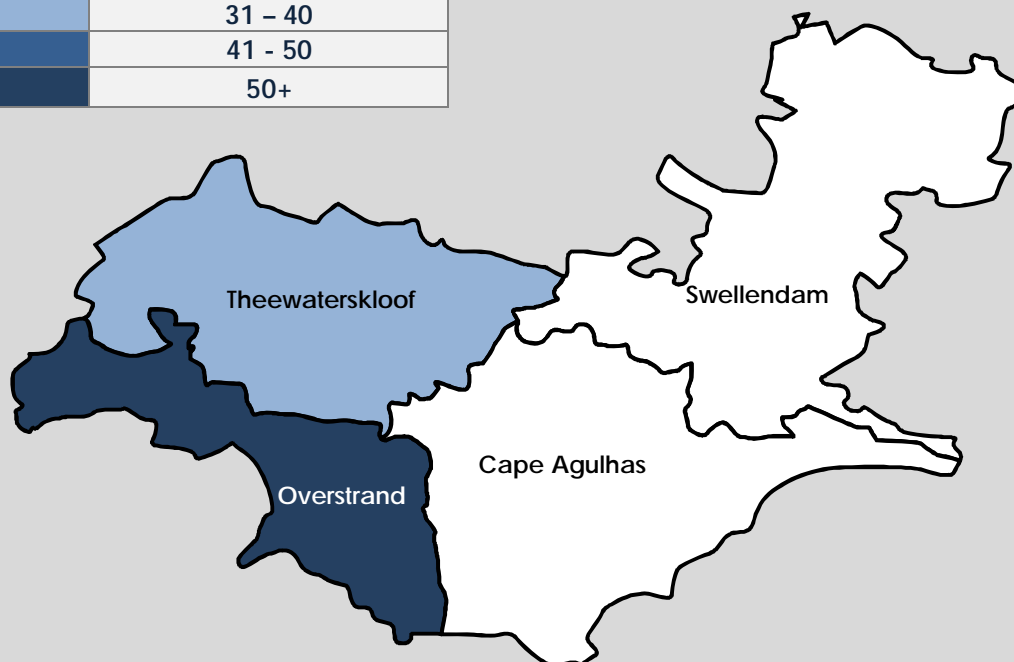 31 – 40
41 - 50
50+
Theewaterskloof
Swellendam
Cape Agulhas
Overstrand